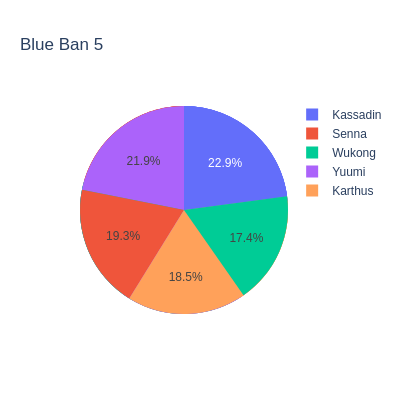 Blue Ban 5
Kassadin
Senna
Wukong
Yuumi
Karthus
21.9%
22.9%
19.3%
17.4%
18.5%